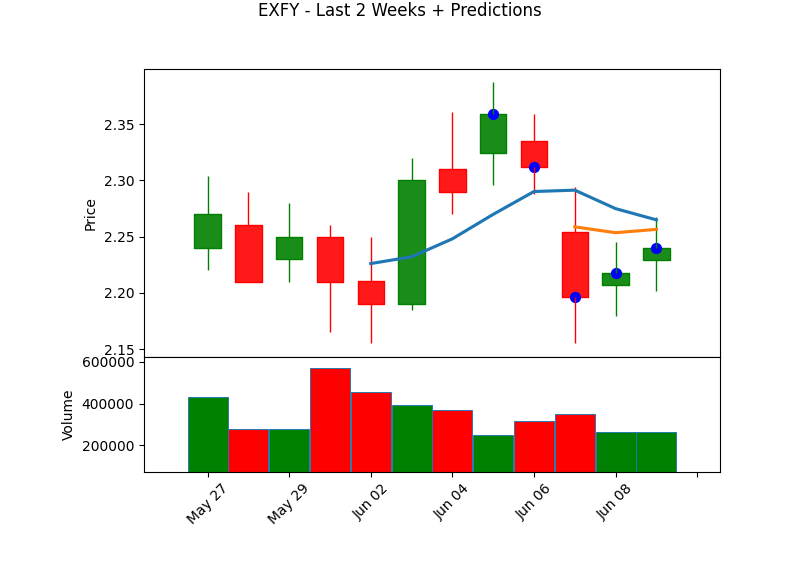 EXFY - Last 2 Weeks + Predictions
2.35
2.30
2.25
2.20
2.15
Price
600000
400000
200000
Volume
May 27
May 29
Jun 02
Jun 04
Jun 06
Jun 08